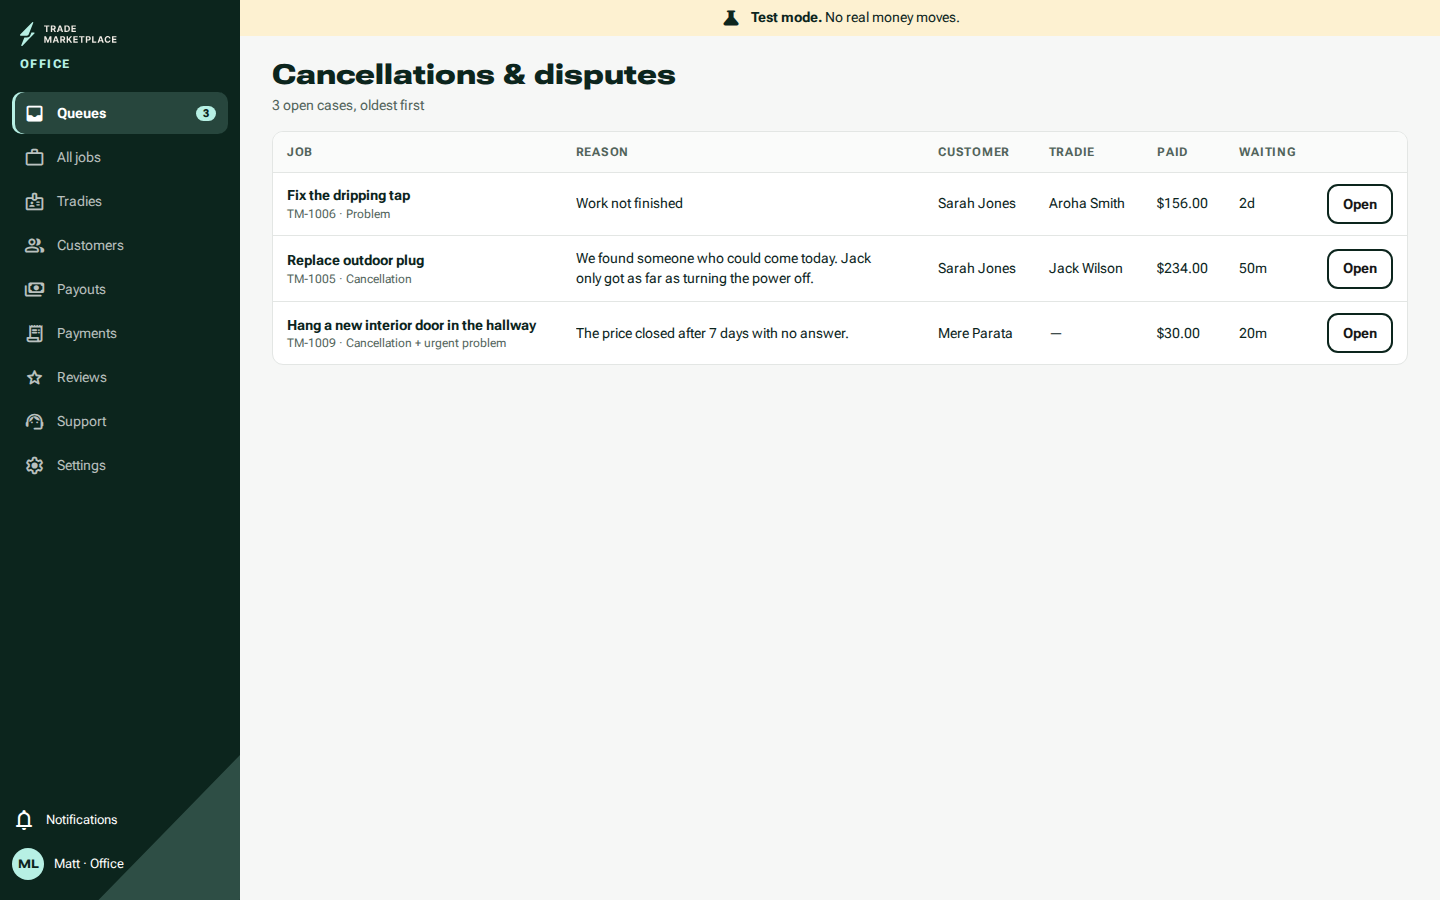 TRADE
MARKETPLACE
OFFICE
Queues 3
All jobs
Tradies
Customers
Payouts
Payments
Reviews
Support
Settings
Notifications
ML Matt · Office
Test mode. No real money moves.
Cancellations & disputes
3 open cases, oldest first
JOB REASON CUSTOMER TRADIE PAID WAITING
Fix the dripping tap
TM-1006 · Problem
Work not finished
Sarah Jones
Aroha Smith
$156.00
2d
Open
Replace outdoor plug
TM-1005 · Cancellation
We found someone who could come today. Jack
only got as far as turning the power off.
Sarah Jones
Jack Wilson
$234.00
50m
Open
Hang a new interior door in the hallway
TM-1009 · Cancellation + urgent problem
The price closed after 7 days with no answer.
Mere Parata
—
$30.00
20m
Open